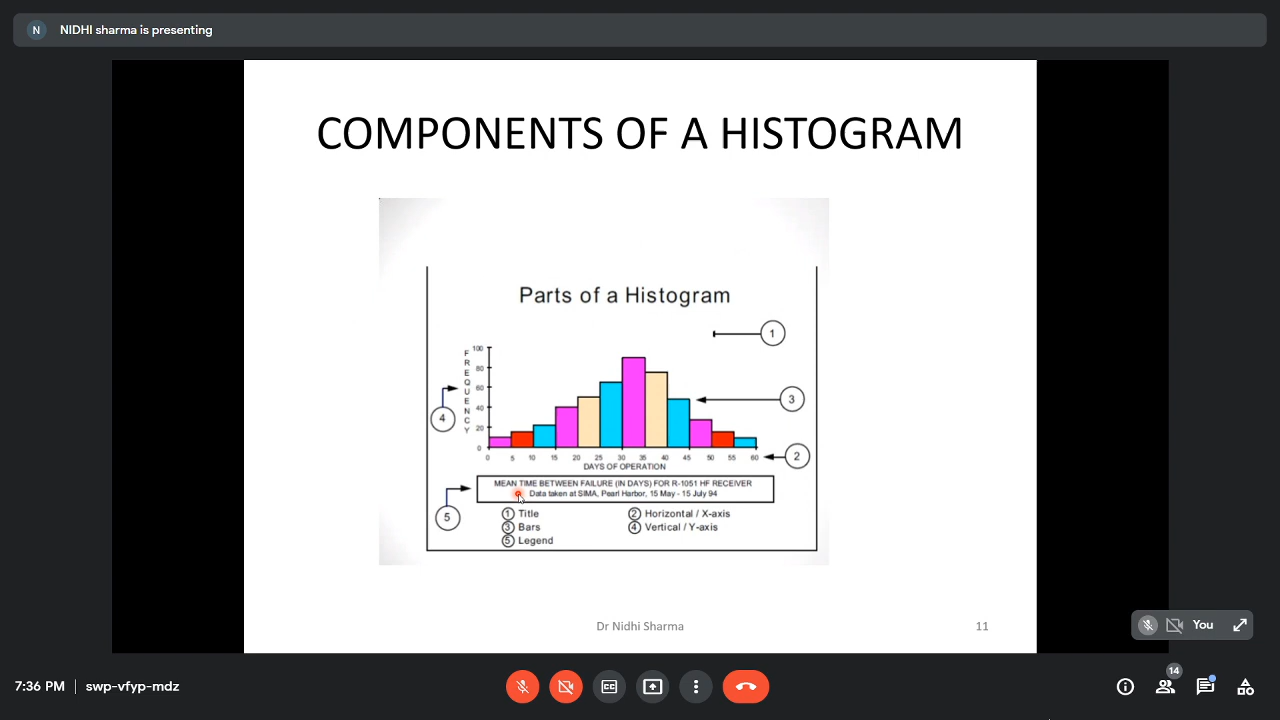 N NIDHI sharma is presenting
COMPONENTS OF A HISTOGRAM
Parts of a Histogram
1
FREQUENCY
100
80
60
40
20
0
4
3
2
0 5 10 15 20 25 30 35 40 45 50 55 60
DAYS OF OPERATION
MEAN TIME BETWEEN FAILURE (IN DAYS) FOR R-1051 HF RECEIVER
Data taken at SIMA, Pearl Harbor, 15 May - 15 July 94
5
1 Title 2 Horizontal / X-axis
3 Bars 4 Vertical / Y-axis
5 Legend
Dr Nidhi Sharma 11
You
7:36 PM | swp-vfyp-mdz
CC
14